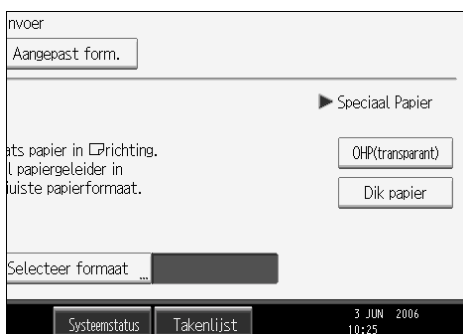 nvoer
Aangepast form.
Speciaal Papier
ats papier in richting.
l papiergeleider in
juiste papierformaat.
OHP(transparant)
Dik papier
Selecteer formaat
Systeemstatus
Takenlijst
3 JUN 2006
10:25